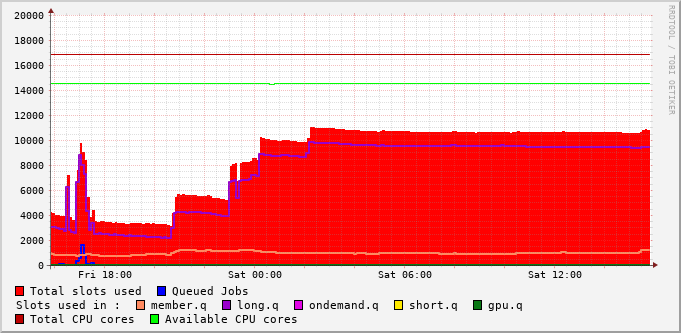 20000
18000
16000
14000
12000
10000
8000
6000
4000
2000
0
Fri 18:00 Sat 00:00 Sat 06:00 Sat 12:00
Total slots used Queued Jobs
Slots used in : member.q long.q ondemand.q short.q gpu.q
Total CPU cores Available CPU cores
RRDTOOL / TOBI OETIKER